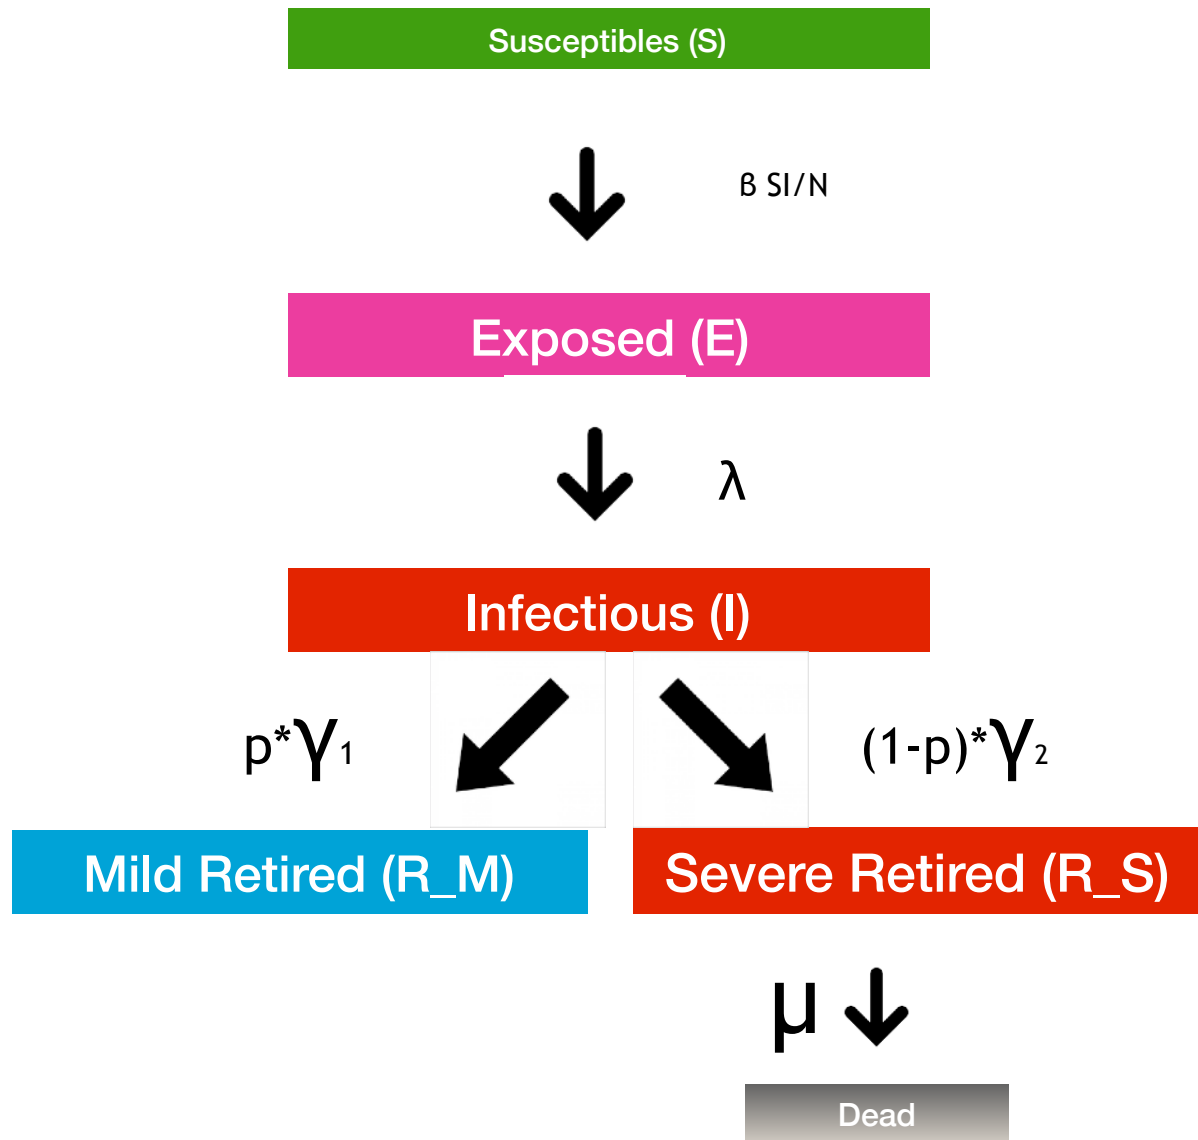 Susceptibles (S)
ß SI/N
Exposed (E)
λ
Infectious (I)
p*γ₁
(1-p)*γ₂
Mild Retired (R_M)
Severe Retired (R_S)
μ
Dead